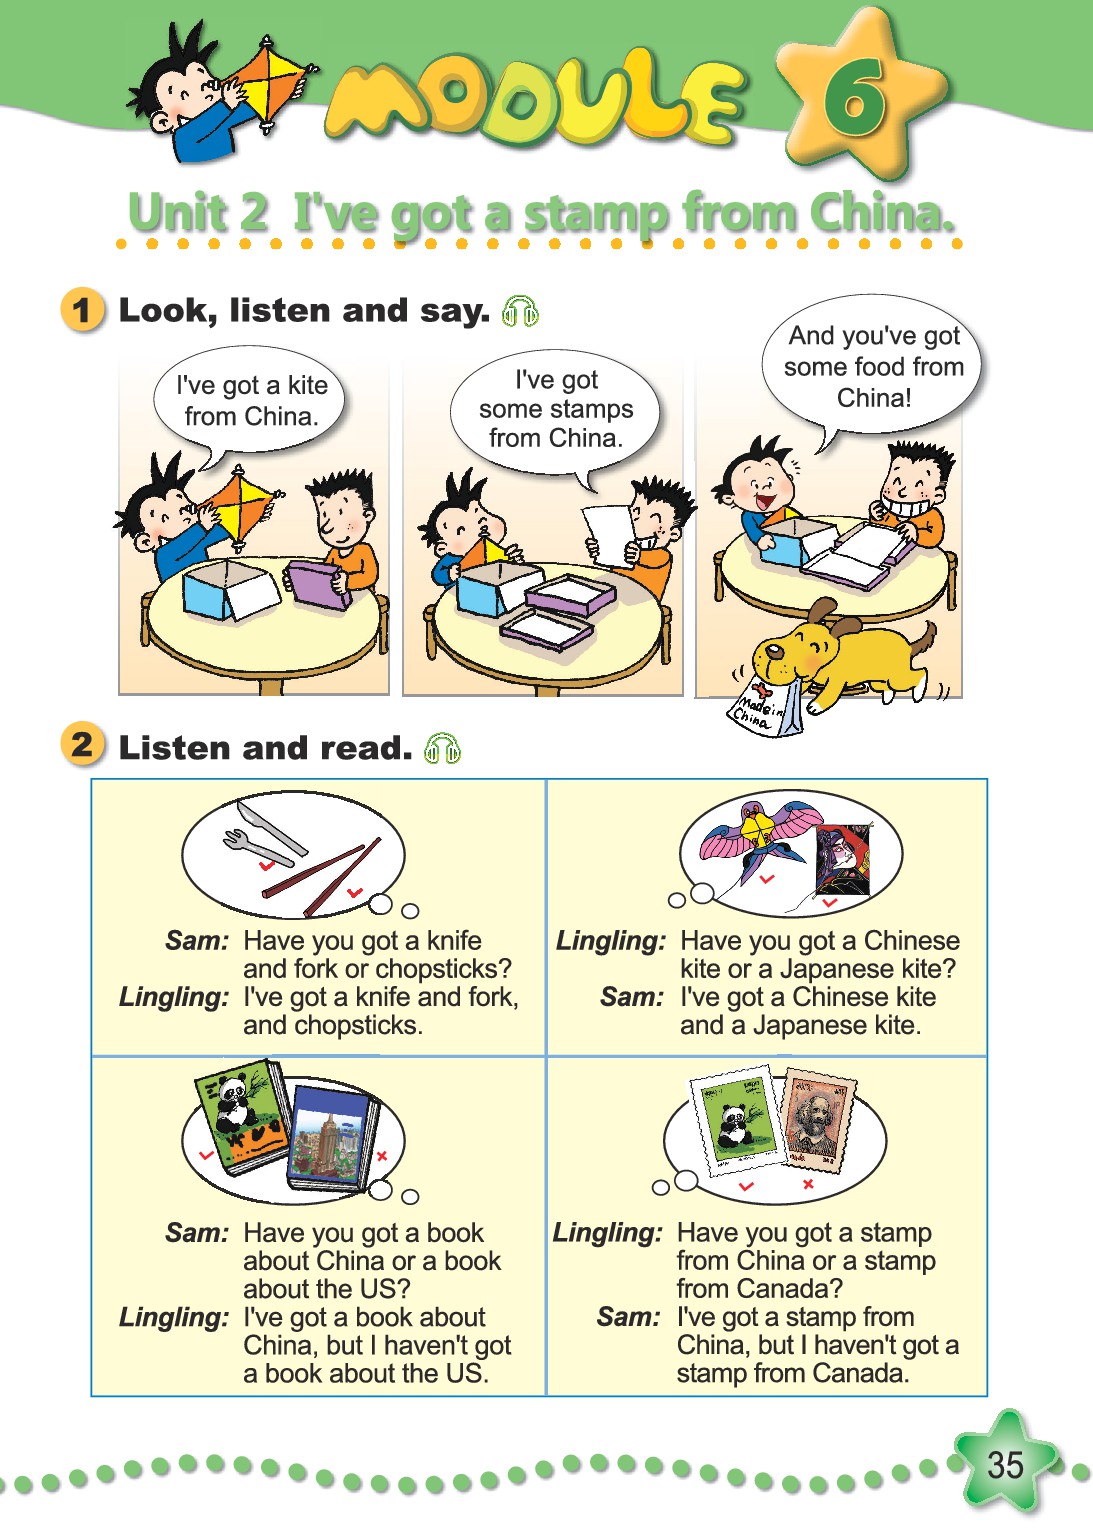 MODULE 6
Unit 2 I've got a stamp from China.
1 Look, listen and say.
I've got a kite
from China.
I've got
some stamps
from China.
And you've got
some food from
China!
Made in
China
2 Listen and read.
Sam: Have you got a knife
and fork or chopsticks?
Lingling: I've got a knife and fork,
and chopsticks.
Lingling: Have you got a Chinese
kite or a Japanese kite?
Sam: I've got a Chinese kite
and a Japanese kite.
Sam: Have you got a book
about China or a book
about the US?
Lingling: I've got a book about
China, but I haven't got
a book about the US.
Lingling: Have you got a stamp
from China or a stamp
from Canada?
Sam: I've got a stamp from
China, but I haven't got a
stamp from Canada.
35